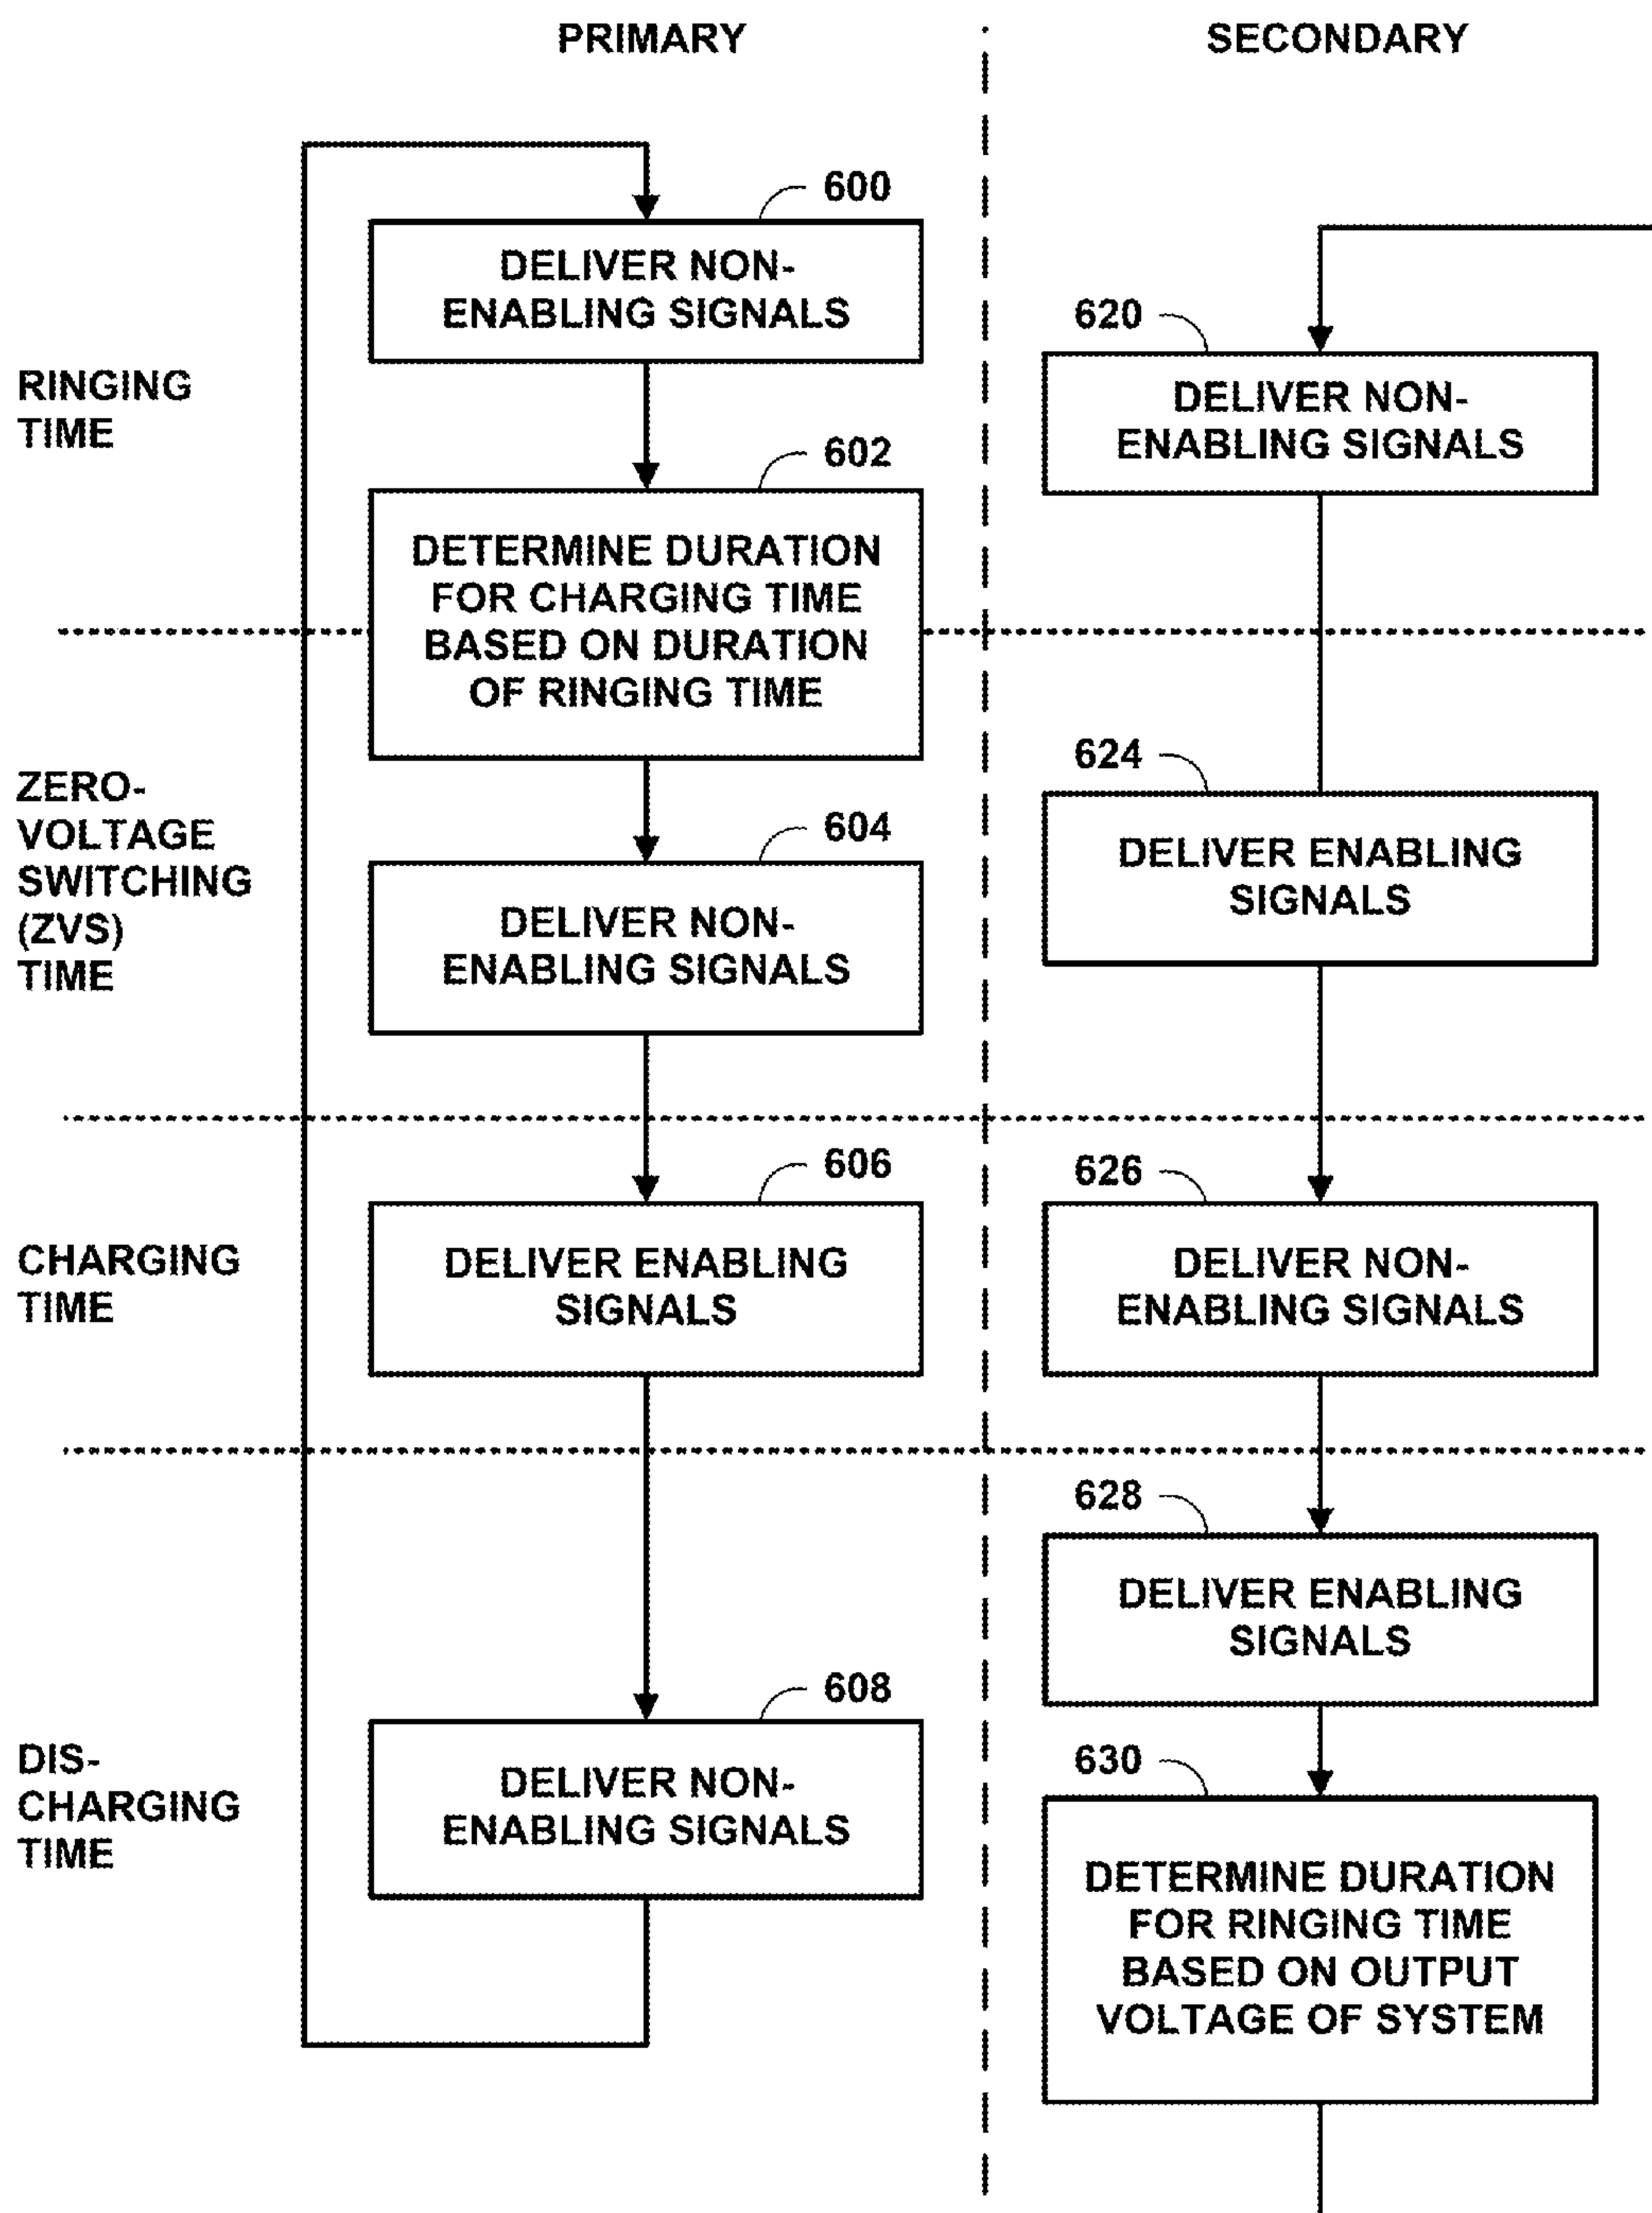 PRIMARY
SECONDARY
RINGING
TIME
600
DELIVER NON-
ENABLING SIGNALS
602
DETERMINE DURATION
FOR CHARGING TIME
BASED ON DURATION
OF RINGING TIME
620
DELIVER NON-
ENABLING SIGNALS
ZERO-
VOLTAGE
SWITCHING
(ZVS)
TIME
604
DELIVER NON-
ENABLING SIGNALS
624
DELIVER ENABLING
SIGNALS
CHARGING
TIME
606
DELIVER ENABLING
SIGNALS
626
DELIVER NON-
ENABLING SIGNALS
DIS-
CHARGING
TIME
608
DELIVER NON-
ENABLING SIGNALS
628
DELIVER ENABLING
SIGNALS
630
DETERMINE DURATION
FOR RINGING TIME
BASED ON OUTPUT
VOLTAGE OF SYSTEM